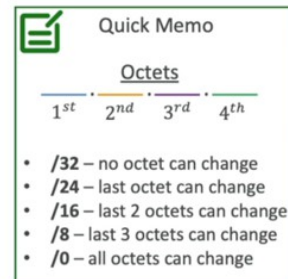 Quick Memo
Octets
1st . 2nd . 3rd . 4th
• /32 – no octet can change
• /24 – last octet can change
• /16 – last 2 octets can change
• /8 – last 3 octets can change
• /0 – all octets can change